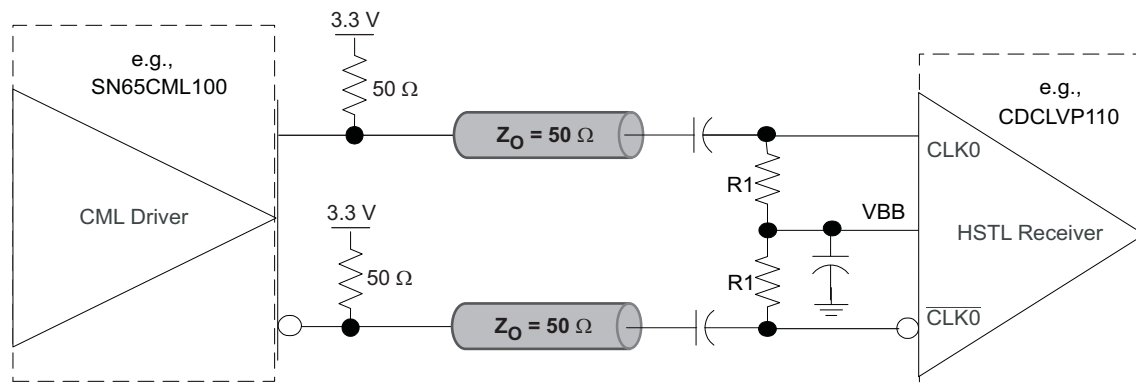 e.g.,
SN65CML100
CML Driver
3.3 V
50 Ω
Z_O = 50 Ω
3.3 V
50 Ω
Z_O = 50 Ω
R1
R1
VBB
e.g.,
CDCLVP110
CLK0
HSTL Receiver
C̅L̅K̅0̅